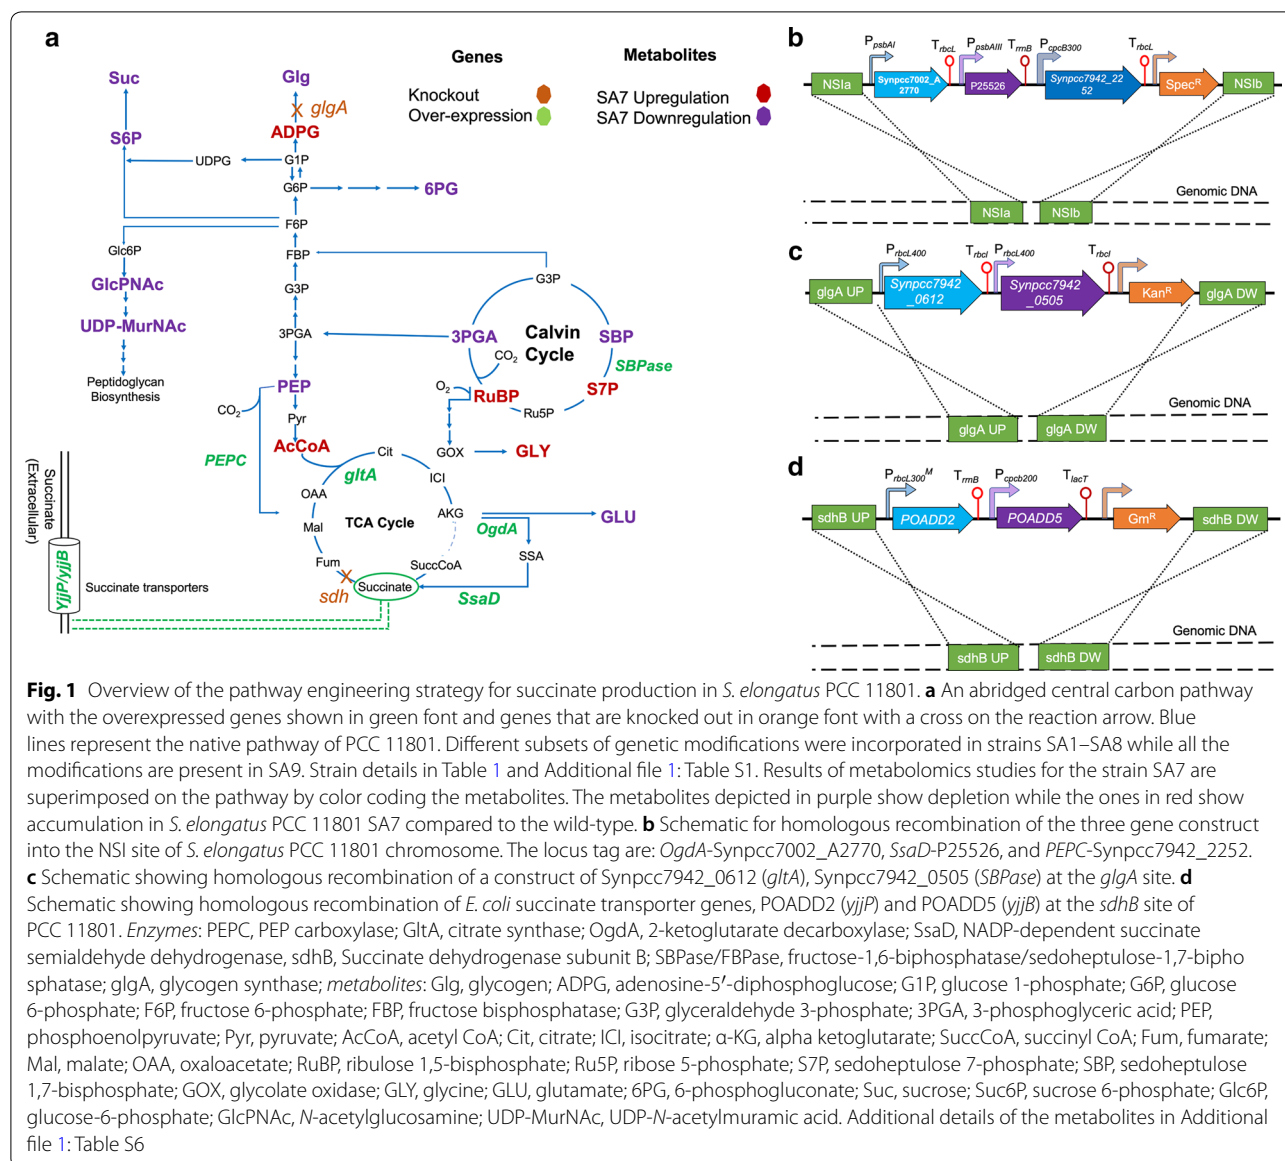 a
Genes
Metabolites
Knockout
Over-expression
SA7 Upregulation
SA7 Downregulation
Suc
Glg
glgA
S6P
ADPG
UDPG
G1P
G6P
6PG
F6P
Glc6P
FBP
G3P
GlcPNAc
G3P
UDP-MurNAc
3PGA
3PGA
Calvin
Cycle
SBP
CO2
SBPase
Peptidoglycan
Biosynthesis
PEP
O2
RuBP
S7P
CO2
Ru5P
Pyr
AcCoA
Cit
GOX
GLY
PEPC
gltA
ICI
OAA
AKG
GLU
TCA Cycle
Mal
OgdA
SSA
Fum
SuccCoA
sdh
Succinate
SsaD
Succinate
(Extracellular)
YjjP/yjjB
Succinate transporters
b
PpsbAI
TrbcL
PpsbAIII
TrrnB
PcpcB300
TrbcL
NSIa
Synpcc7002_A
2770
P25526
Synpcc7942_22
52
SpecR
NSIb
Genomic DNA
NSIa
NSIb
c
PrbcL400
Trbcl
PrbcL400
Trbcl
glgA UP
Synpcc7942
_0612
Synpcc7942
_0505
KanR
glgA DW
Genomic DNA
glgA UP
glgA DW
d
PrbcL300M
TrrnB
Pcpcb200
TlacT
sdhB UP
POADD2
POADD5
GmR
sdhB DW
Genomic DNA
sdhB UP
sdhB DW
Fig. 1 Overview of the pathway engineering strategy for succinate production in S. elongatus PCC 11801. a An abridged central carbon pathway
with the overexpressed genes shown in green font and genes that are knocked out in orange font with a cross on the reaction arrow. Blue
lines represent the native pathway of PCC 11801. Different subsets of genetic modifications were incorporated in strains SA1–SA8 while all the
modifications are present in SA9. Strain details in Table 1 and Additional file 1: Table S1. Results of metabolomics studies for the strain SA7 are
superimposed on the pathway by color coding the metabolites. The metabolites depicted in purple show depletion while the ones in red show
accumulation in S. elongatus PCC 11801 SA7 compared to the wild-type. b Schematic for homologous recombination of the three gene construct
into the NSI site of S. elongatus PCC 11801 chromosome. The locus tag are: OgdA-Synpcc7002_A2770, SsaD-P25526, and PEPC-Synpcc7942_2252.
c Schematic showing homologous recombination of a construct of Synpcc7942_0612 (gltA), Synpcc7942_0505 (SBPase) at the glgA site. d
Schematic showing homologous recombination of E. coli succinate transporter genes, POADD2 (yjjP) and POADD5 (yjjB) at the sdhB site of
PCC 11801. Enzymes: PEPC, PEP carboxylase; GltA, citrate synthase; OgdA, 2-ketoglutarate decarboxylase; SsaD, NADP-dependent succinate
semialdehyde dehydrogenase, sdhB, Succinate dehydrogenase subunit B; SBPase/FBPase, fructose-1,6-biphosphatase/sedoheptulose-1,7-bipho
sphatase; glgA, glycogen synthase; metabolites: Glg, glycogen; ADPG, adenosine-5′-diphosphoglucose; G1P, glucose 1-phosphate; G6P, glucose
6-phosphate; F6P, fructose 6-phosphate; FBP, fructose bisphosphatase; G3P, glyceraldehyde 3-phosphate; 3PGA, 3-phosphoglyceric acid; PEP,
phosphoenolpyruvate; Pyr, pyruvate; AcCoA, acetyl CoA; Cit, citrate; ICI, isocitrate; α-KG, alpha ketoglutarate; SuccCoA, succinyl CoA; Fum, fumarate;
Mal, malate; OAA, oxaloacetate; RuBP, ribulose 1,5-bisphosphate; Ru5P, ribose 5-phosphate; S7P, sedoheptulose 7-phosphate; SBP, sedoheptulose
1,7-bisphosphate; GOX, glycolate oxidase; GLY, glycine; GLU, glutamate; 6PG, 6-phosphogluconate; Suc, sucrose; Suc6P, sucrose 6-phosphate; Glc6P,
glucose-6-phosphate; GlcPNAc, N-acetylglucosamine; UDP-MurNAc, UDP-N-acetylmuramic acid. Additional details of the metabolites in Additional
file 1: Table S6